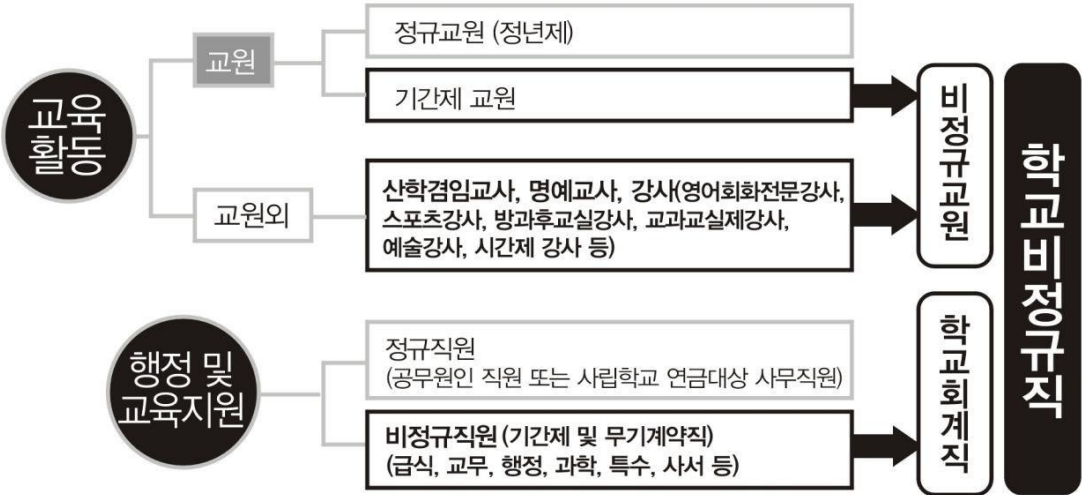 교육
활동
교원
정규교원 (정년제)
기간제 교원
교원외
산학겸임교사, 명예교사, 강사(영어회화전문강사,
스포츠강사, 방과후교실강사, 교과교실제강사,
예술강사, 시간제 강사 등)
비정규교원
행정 및
교육지원
정규직원
(공무원인 직원 또는 사립학교 연금대상 사무직원)
비정규직원 (기간제 및 무기계약직)
(급식, 교무, 행정, 과학, 특수, 사서 등)
학교회계직
학교비정규직